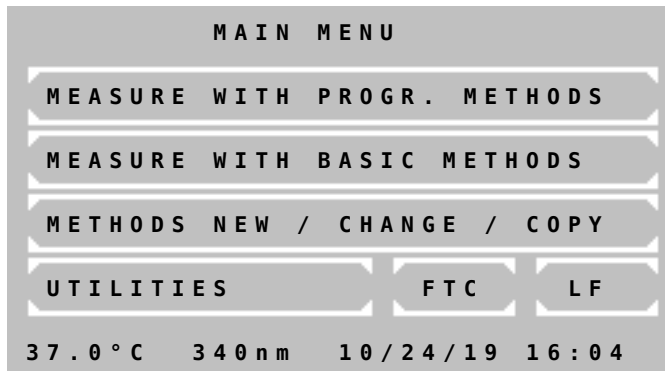 MAIN MENU
MEASURE WITH PROGR. METHODS
MEASURE WITH BASIC METHODS
METHODS NEW / CHANGE / COPY
UTILITIES FTC LF
37.0°C 340nm 10/24/19 16:04